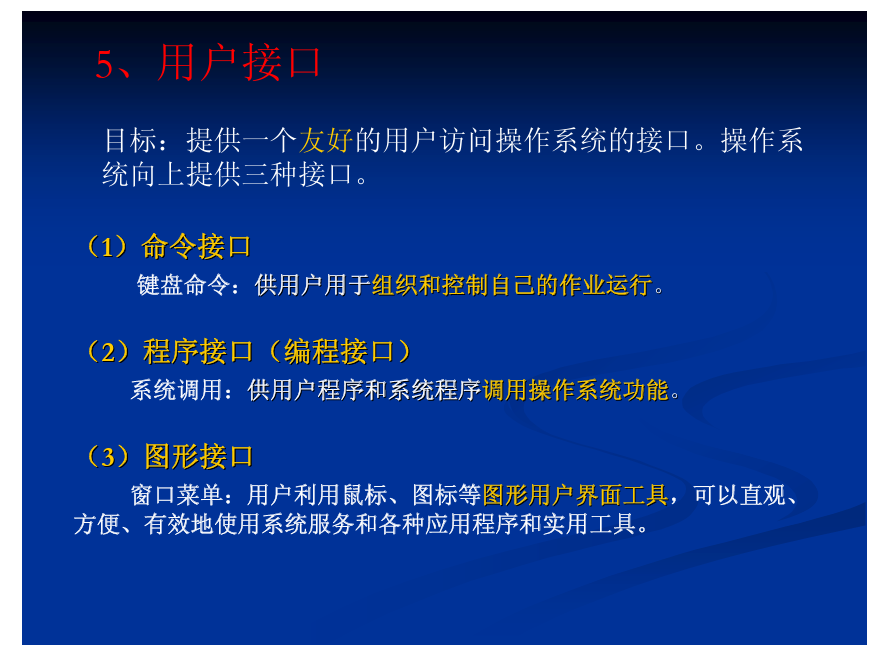 5、用户接口
目标：提供一个友好的用户访问操作系统的接口。操作系
统向上提供三种接口。
（1）命令接口
键盘命令：供用户用于组织和控制自己的作业运行。
（2）程序接口（编程接口）
系统调用：供用户程序和系统程序调用操作系统功能。
（3）图形接口
窗口菜单：用户利用鼠标、图标等图形用户界面工具，可以直观、
方便、有效地使用系统服务和各种应用程序和实用工具。